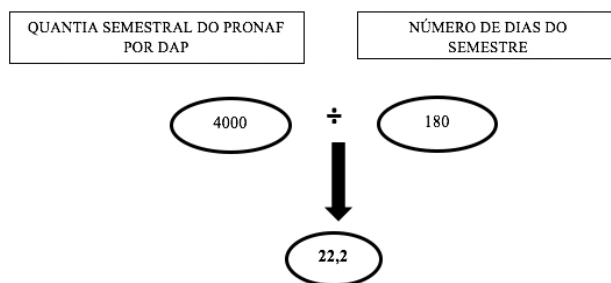 QUANTIA SEMESTRAL DO PRONAF
POR DAP
NÚMERO DE DIAS DO
SEMESTRE
4000 ÷ 180
22,2